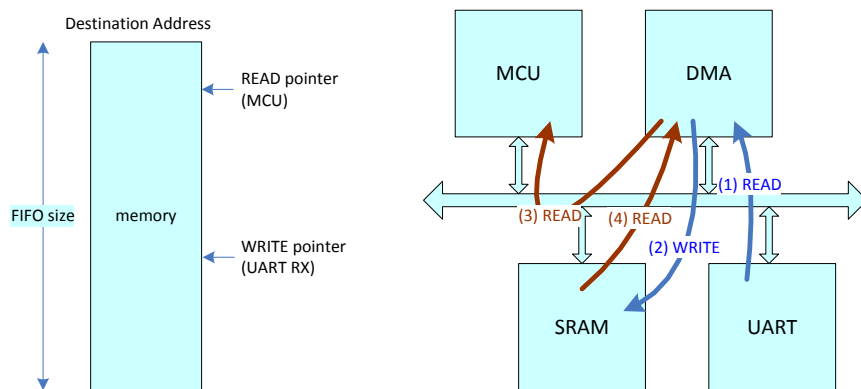 Destination Address
READ pointer
(MCU)
FIFO size
memory
WRITE pointer
(UART RX)
MCU
DMA
(1) READ
(3) READ
(4) READ
(2) WRITE
SRAM
UART